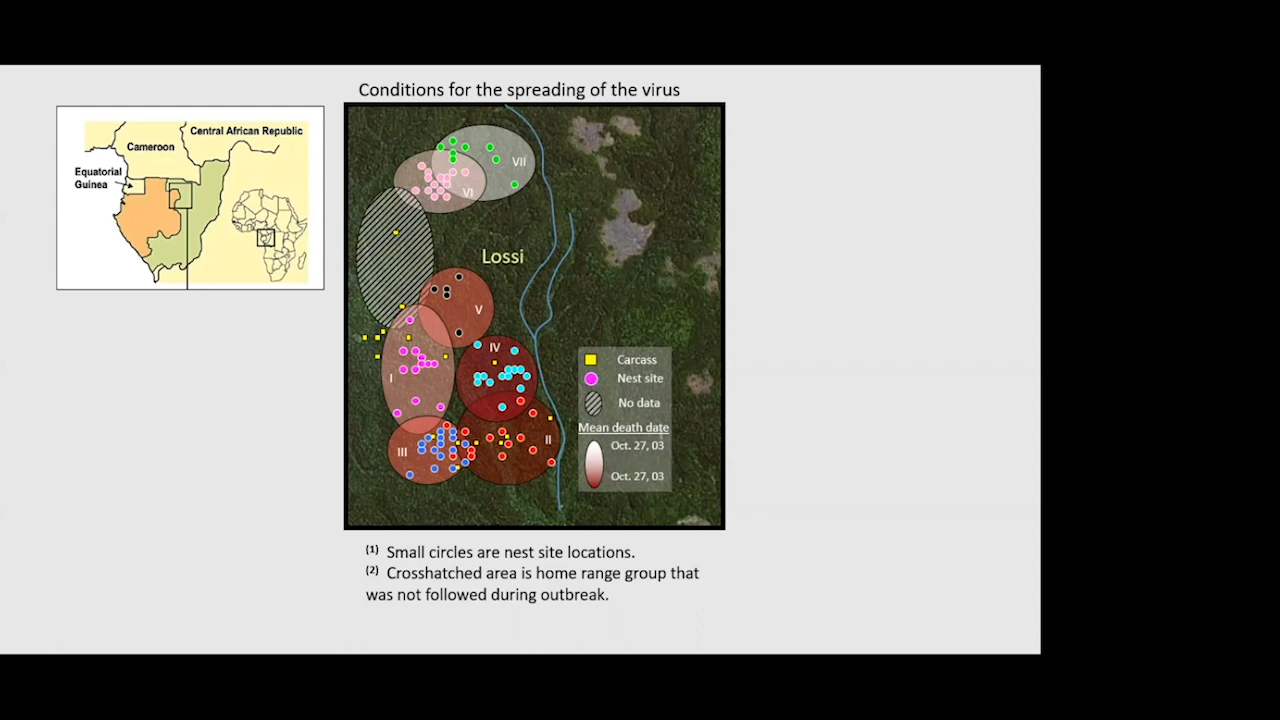 Conditions for the spreading of the virus
Central African Republic
Cameroon
Equatorial
Guinea
VII
VI
Lossi
V
IV
I
III
II
Carcass
Nest site
No data
Mean death date
Oct. 27, 03
Oct. 27, 03
(1) Small circles are nest site locations.
(2) Crosshatched area is home range group that
was not followed during outbreak.